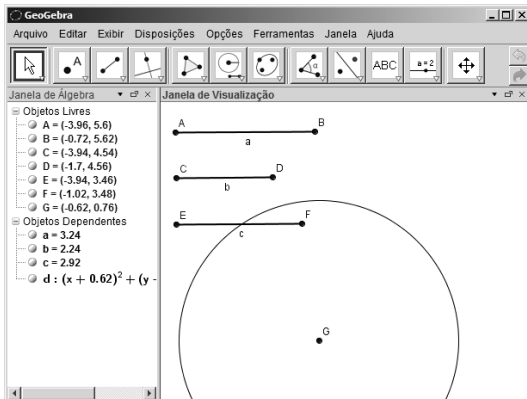 GeoGebra
Arquivo Editar Exibir Disposições Opções Ferramentas Janela Ajuda
A ABC a = 2
Janela de Álgebra
Janela de Visualização
Objetos Livres
A = (-3.96, 5.6)
B = (-0.72, 5.62)
C = (-3.94, 4.54)
D = (-1.7, 4.56)
E = (-3.94, 3.46)
F = (-1.02, 3.48)
G = (-0.62, 0.76)
Objetos Dependentes
a = 3.24
b = 2.24
c = 2.92
d : (x + 0.62)² + (y -
A B
a
C D
b
E F
c
G